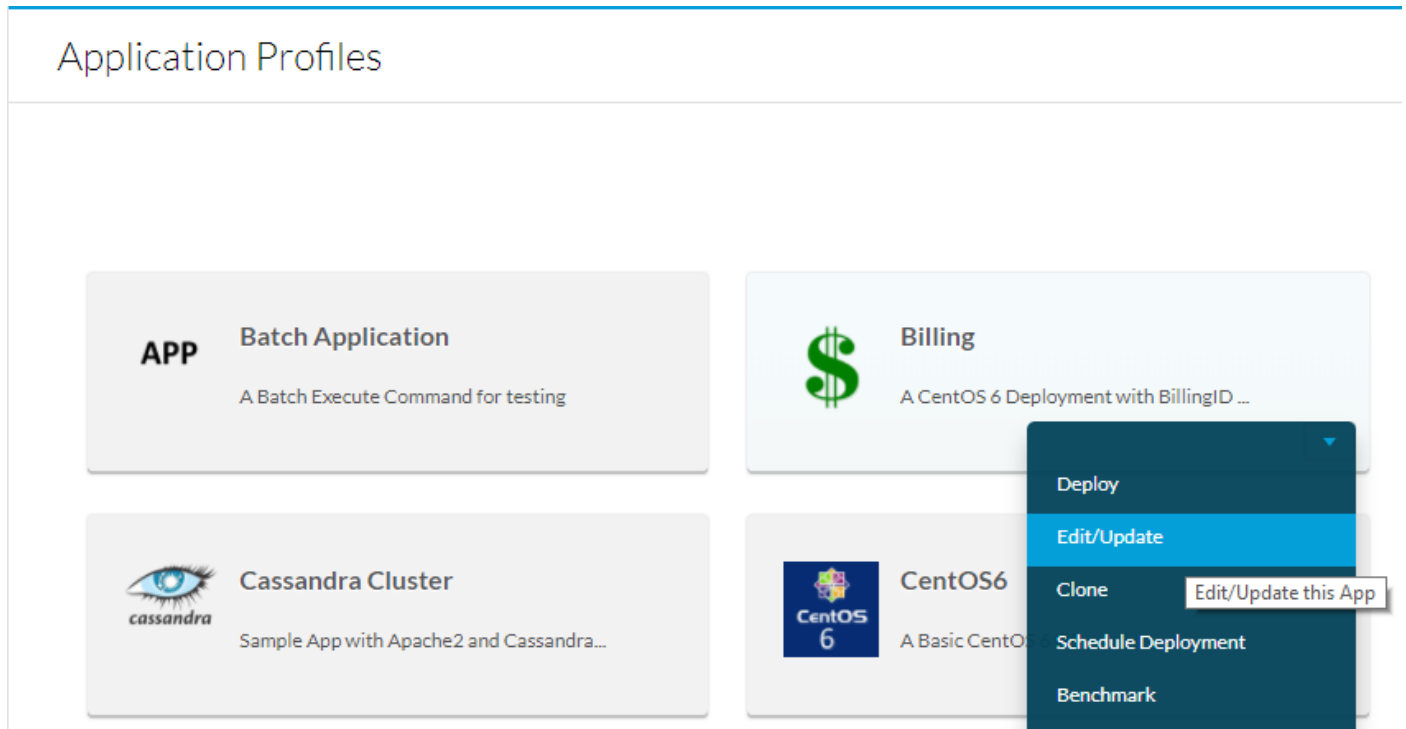 Application Profiles
APP
Batch Application
A Batch Execute Command for testing
$
Billing
A CentOS 6 Deployment with BillingID ...
Deploy
Edit/Update
Clone
Edit/Update this App
Schedule Deployment
Benchmark
cassandra
Cassandra Cluster
Sample App with Apache2 and Cassandra...
CentOS
6
CentOS6
A Basic CentOS 6